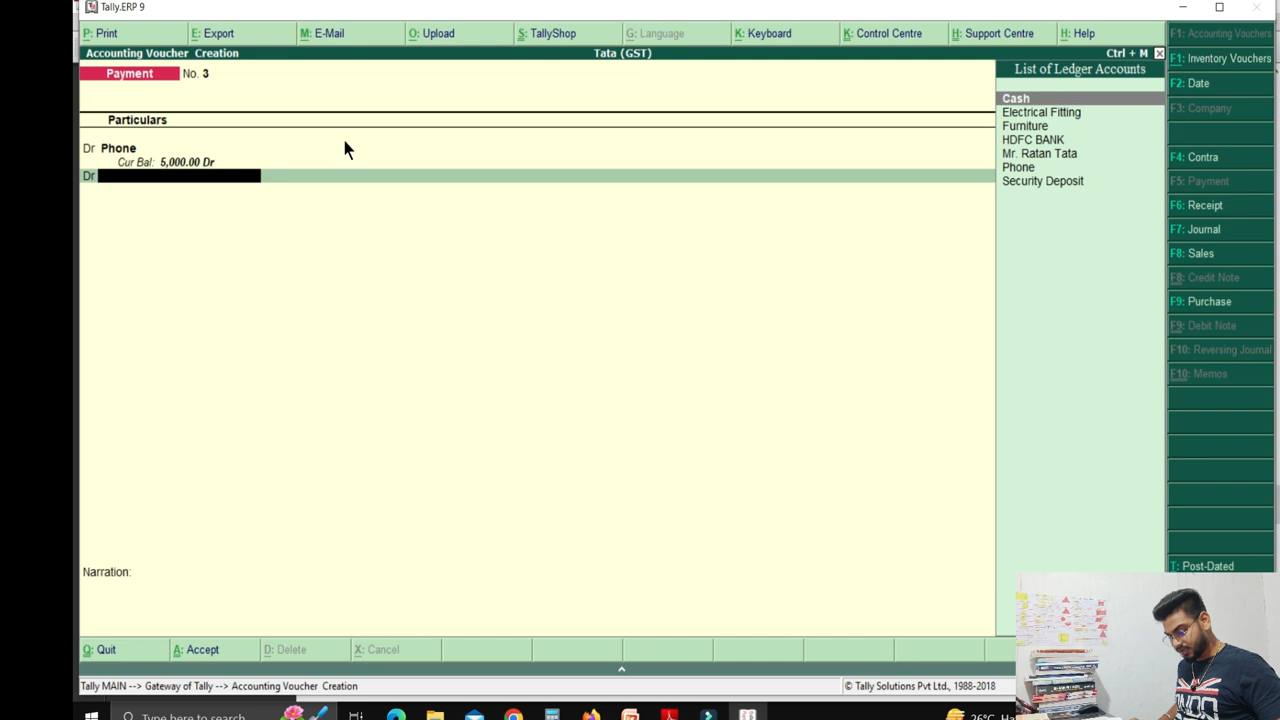 Tally.ERP 9
P: Print E: Export M: E-Mail O: Upload S: TallyShop G: Language K: Keyboard K: Control Centre H: Support Centre H: Help
Accounting Voucher Creation Tata (GST) Ctrl + M
Payment No. 3
Particulars
Dr Phone
Cur Bal: 5,000.00 Dr
Dr
Narration:
List of Ledger Accounts
Cash
Electrical Fitting
Furniture
HDFC BANK
Mr. Ratan Tata
Phone
Security Deposit
F1: Accounting Vouchers
F1: Inventory Vouchers
F2: Date
F3: Company
F4: Contra
F5: Payment
F6: Receipt
F7: Journal
F8: Sales
F8: Credit Note
F9: Purchase
F9: Debit Note
F10: Reversing Journal
F10: Memos
T: Post-Dated
Q: Quit A: Accept D: Delete X: Cancel
Tally MAIN --> Gateway of Tally --> Accounting Voucher Creation © Tally Solutions Pvt Ltd., 1988-2018
Type here to search 26°C